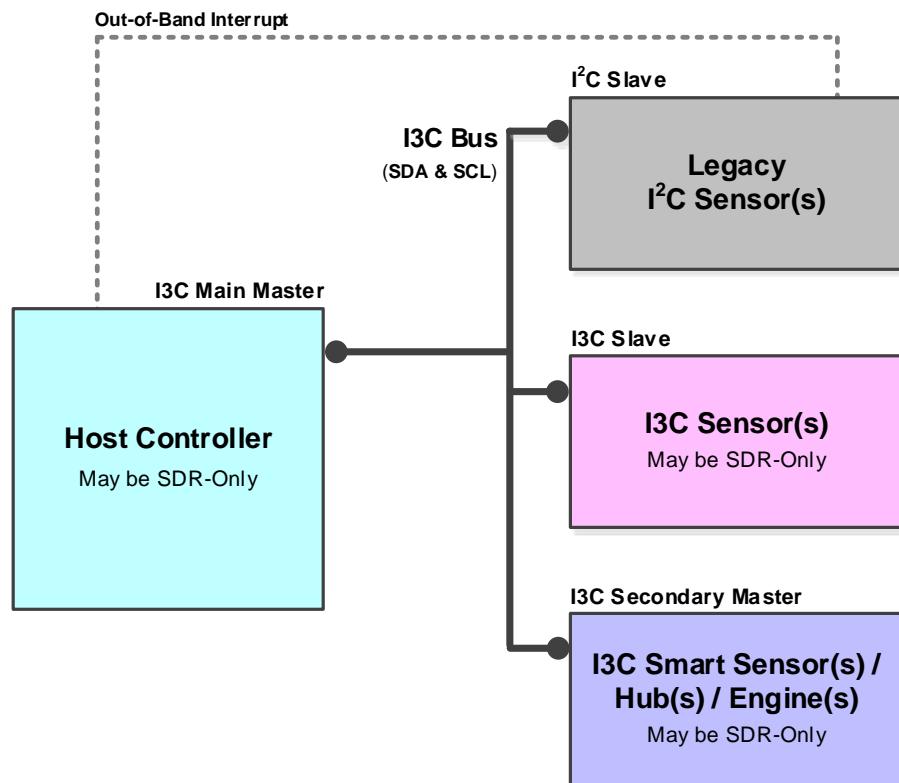 Out-of-Band Interrupt
I²C Slave
I3C Bus
(SDA & SCL)
Legacy
I²C Sensor(s)
I3C Main Master
I3C Slave
Host Controller
May be SDR-Only
I3C Sensor(s)
May be SDR-Only
I3C Secondary Master
I3C Smart Sensor(s) /
Hub(s) / Engine(s)
May be SDR-Only